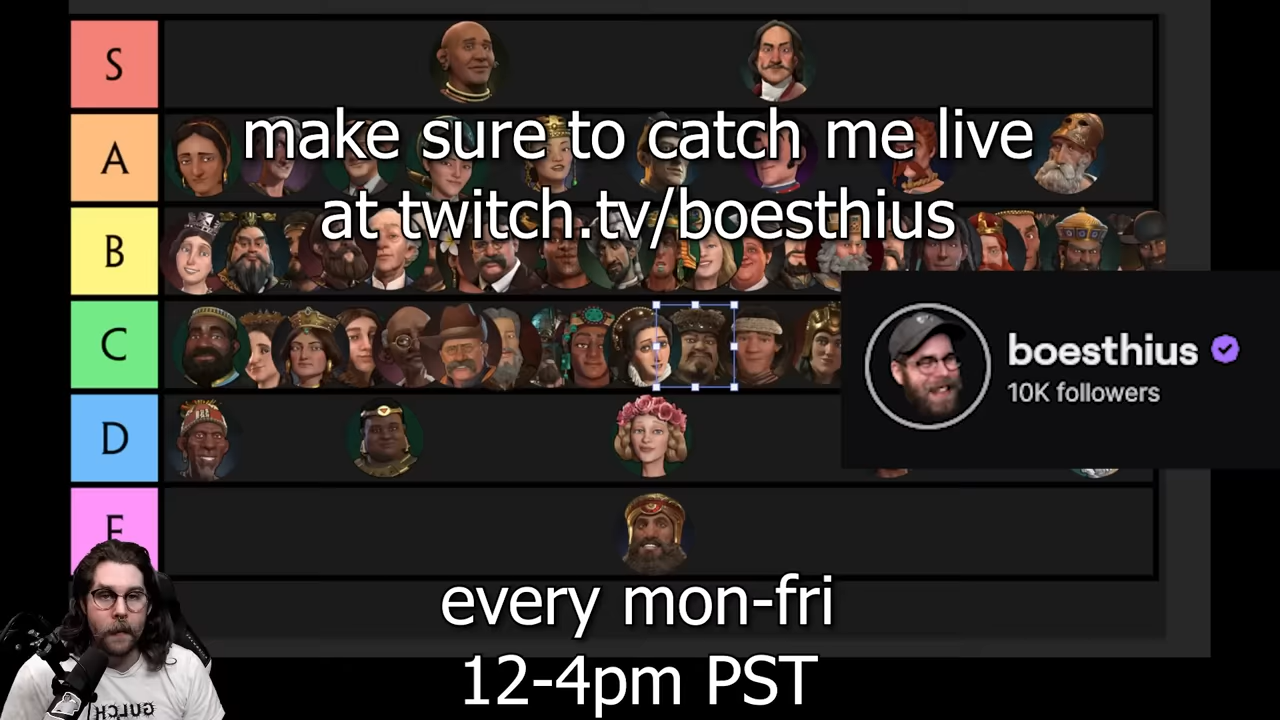 S
make sure to catch me live
A
at twitch.tv/boesthius
B
C
boesthius
10K followers
D
F
every mon-fri
12-4pm PST
GULCH